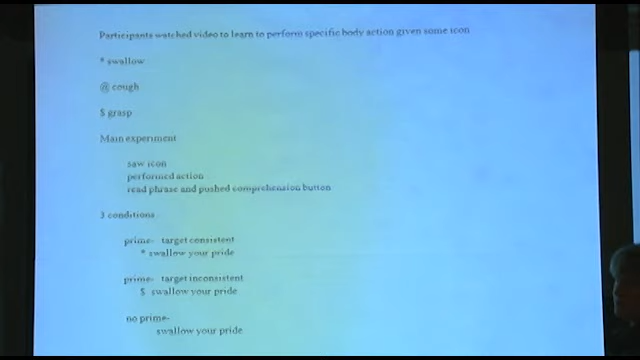 Participants watched video to learn to perform specific body action given some icon
* swallow
@ cough
$ grasp
Main experiment
saw icon
performed action
read phrase and pushed comprehension button
3 conditions
prime- target consistent
* swallow your pride
prime- target inconsistent
$ swallow your pride
no prime-
swallow your pride